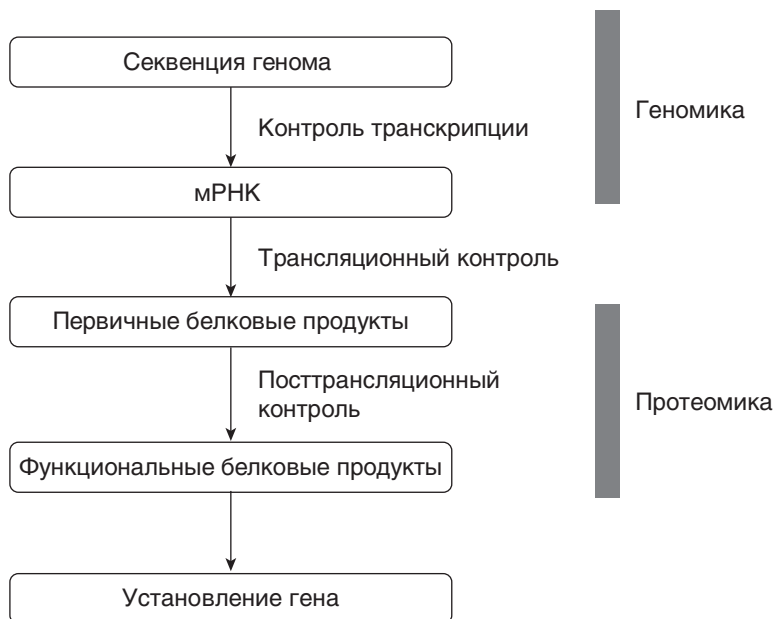 Секвенция генома
Контроль транскрипции
Геномика
мРНК
Трансляционный контроль
Первичные белковые продукты
Посттрансляционный
контроль
Протеомика
Функциональные белковые продукты
Установление гена